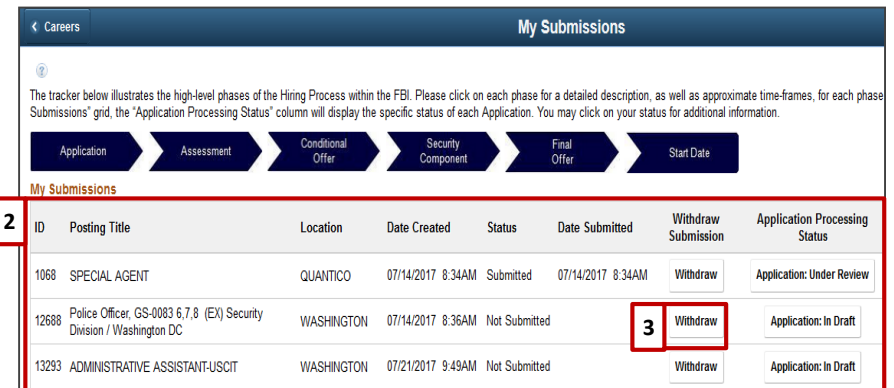 Careers
My Submissions
?
The tracker below illustrates the high-level phases of the Hiring Process within the FBI. Please click on each phase for a detailed description, as well as approximate time-frames, for each phase
Submissions" grid, the "Application Processing Status" column will display the specific status of each Application. You may click on your status for additional information.
Application Assessment Conditional Offer Security Component Final Offer Start Date
My Submissions
2
ID Posting Title Location Date Created Status Date Submitted Withdraw Submission Application Processing Status
1068 SPECIAL AGENT QUANTICO 07/14/2017 8:34AM Submitted 07/14/2017 8:34AM Withdraw Application: Under Review
12688 Police Officer, GS-0083 6,7,8 (EX) Security Division / Washington DC WASHINGTON 07/14/2017 8:36AM Not Submitted 3 Withdraw Application: In Draft
13293 ADMINISTRATIVE ASSISTANT-USCIT WASHINGTON 07/21/2017 9:49AM Not Submitted Withdraw Application: In Draft